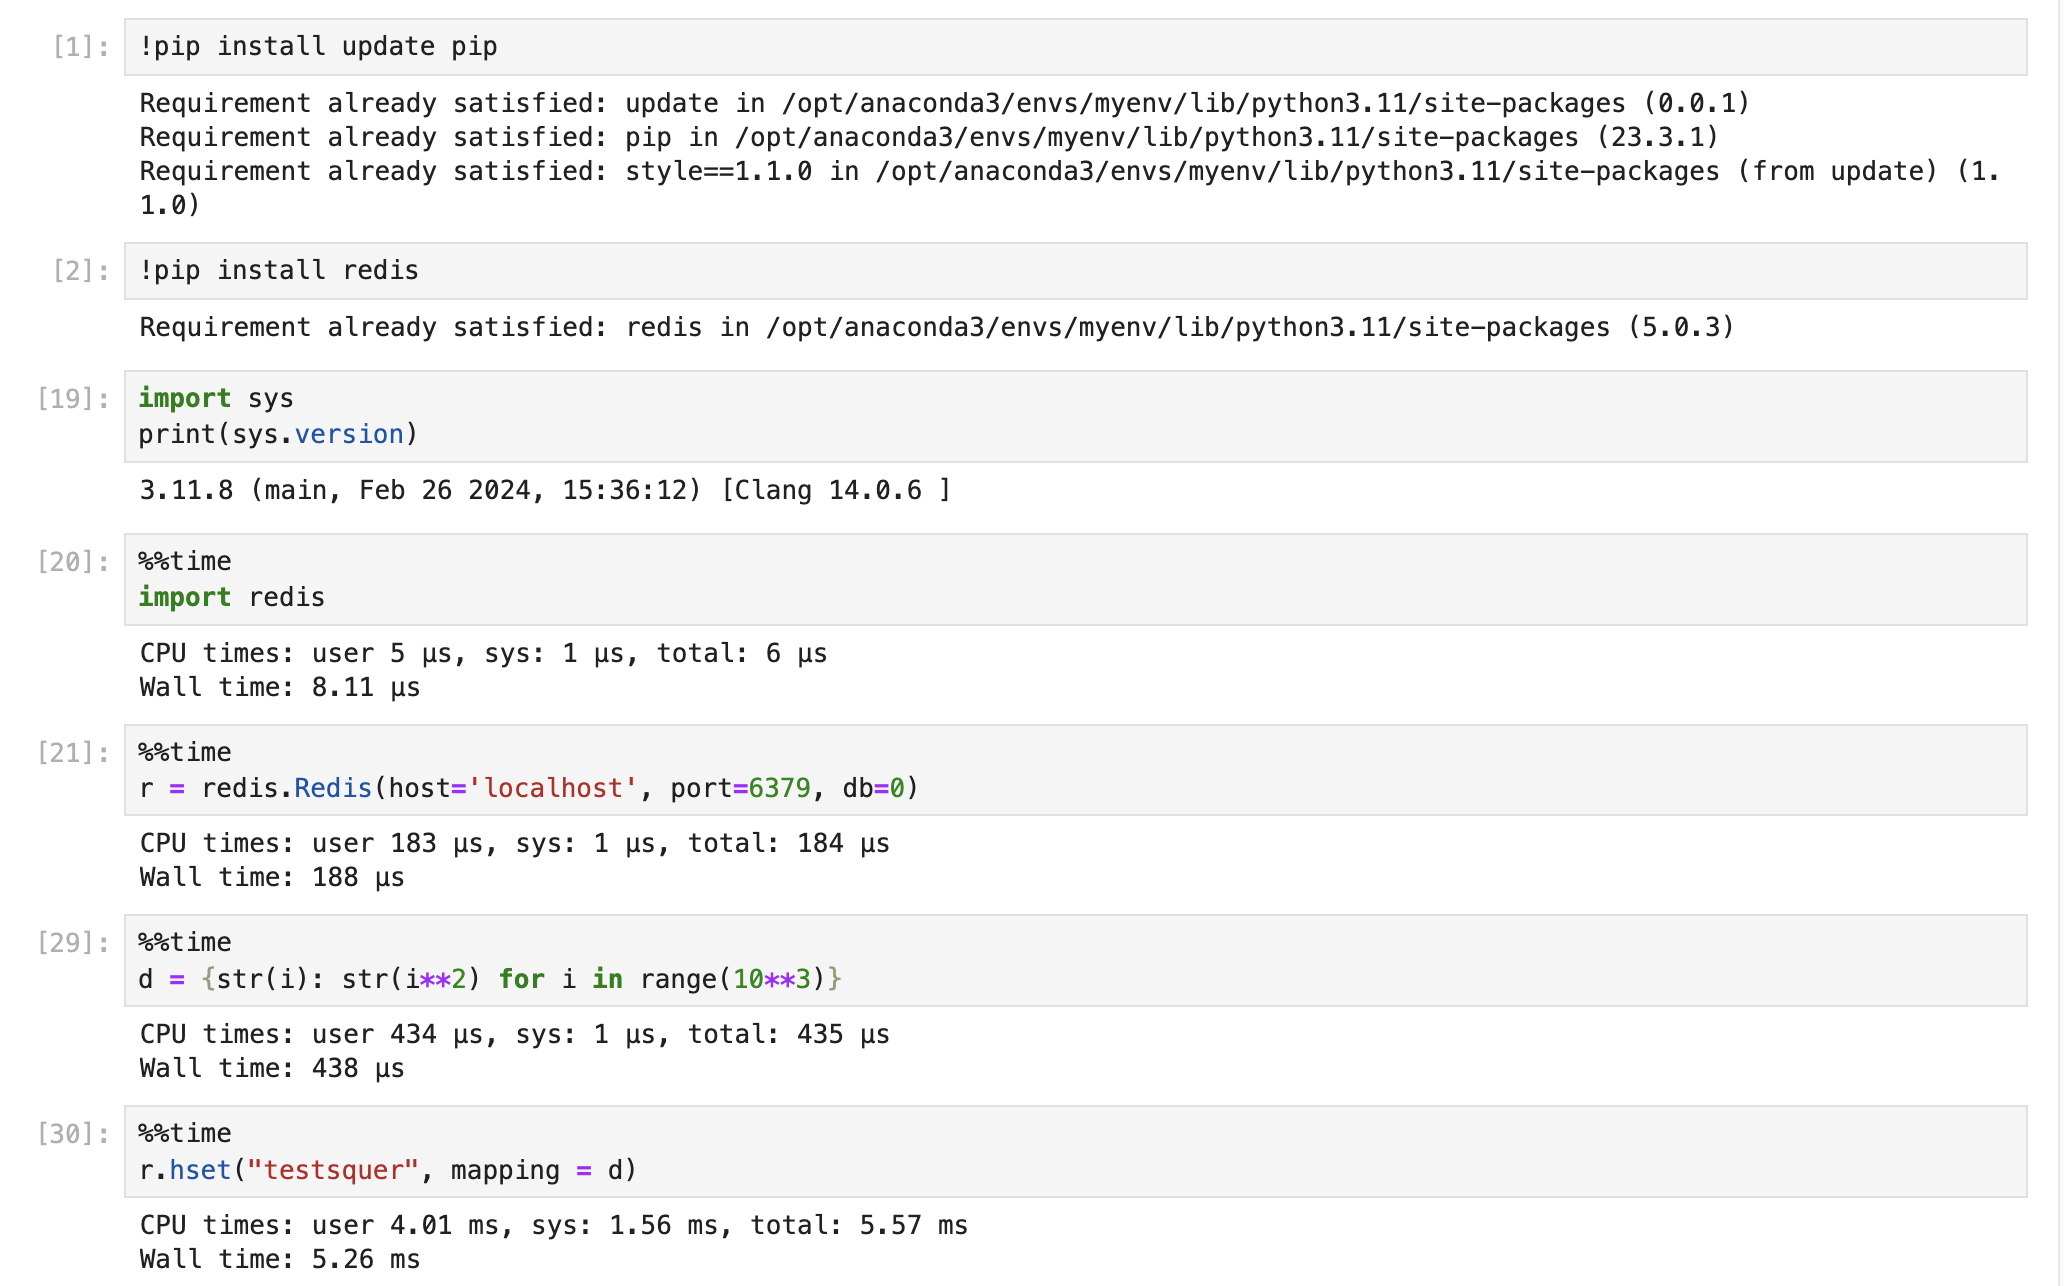 [1]: !pip install update pip
Requirement already satisfied: update in /opt/anaconda3/envs/myenv/lib/python3.11/site-packages (0.0.1)
Requirement already satisfied: pip in /opt/anaconda3/envs/myenv/lib/python3.11/site-packages (23.3.1)
Requirement already satisfied: style==1.1.0 in /opt/anaconda3/envs/myenv/lib/python3.11/site-packages (from update) (1.
1.0)
[2]: !pip install redis
Requirement already satisfied: redis in /opt/anaconda3/envs/myenv/lib/python3.11/site-packages (5.0.3)
[19]: import sys
print(sys.version)
3.11.8 (main, Feb 26 2024, 15:36:12) [Clang 14.0.6 ]
[20]: %%time
import redis
CPU times: user 5 µs, sys: 1 µs, total: 6 µs
Wall time: 8.11 µs
[21]: %%time
r = redis.Redis(host='localhost', port=6379, db=0)
CPU times: user 183 µs, sys: 1 µs, total: 184 µs
Wall time: 188 µs
[29]: %%time
d = {str(i): str(i**2) for i in range(10**3)}
CPU times: user 434 µs, sys: 1 µs, total: 435 µs
Wall time: 438 µs
[30]: %%time
r.hset("testsquer", mapping = d)
CPU times: user 4.01 ms, sys: 1.56 ms, total: 5.57 ms
Wall time: 5.26 ms